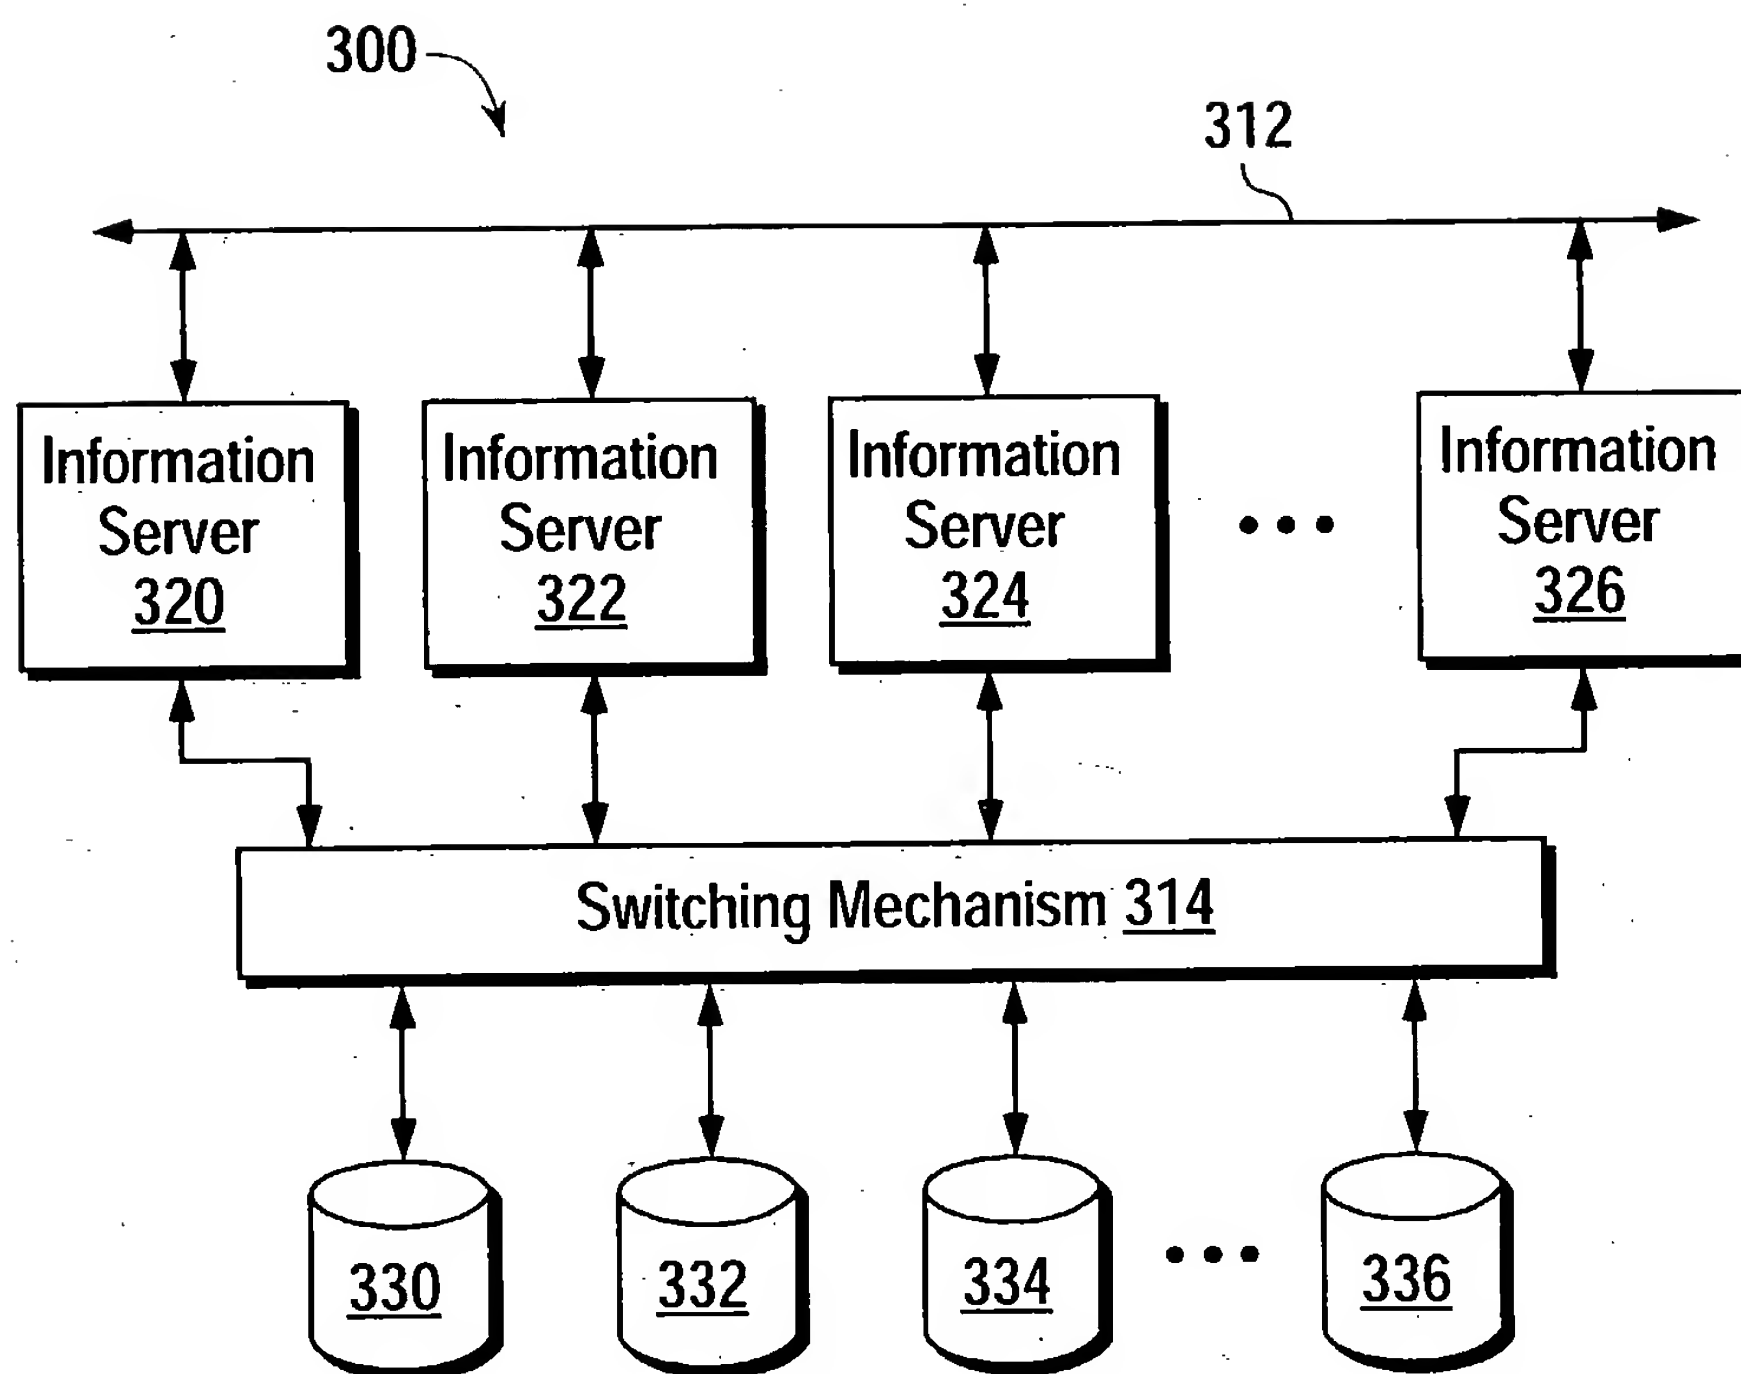 300
312
Information
Server
320
Information
Server
322
Information
Server
324
Information
Server
326
Switching Mechanism 314
330
332
334
336